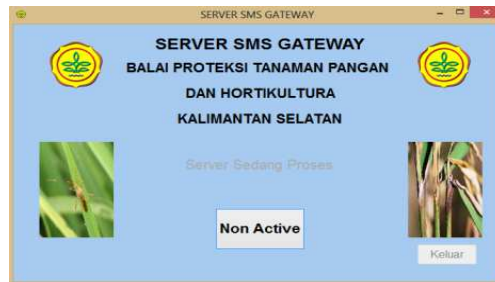 SERVER SMS GATEWAY
SERVER SMS GATEWAY
BALAI PROTEKSI TANAMAN PANGAN
DAN HORTIKULTURA
KALIMANTAN SELATAN
Server Sedang Proses
Non Active
Keluar